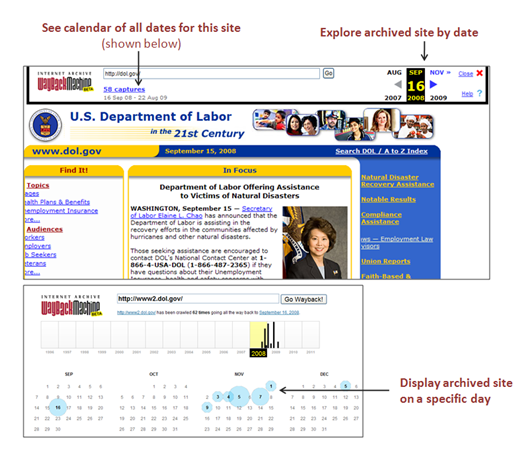 See calendar of all dates for this site
(shown below)
Explore archived site by date
INTERNET ARCHIVE
WayBackMachine
BETA
http://dol.gov/
Go
58 captures
16 Sep 08 - 22 Aug 09
AUG SEP NOV »
16
2007 2008 2009
Close
Help ?
U.S. Department of Labor
in the 21st Century
www.dol.gov
September 15, 2008
Search DOL / A to Z Index
Find It!
Topics
ages
ealth Plans & Benefits
nemployment Insurance
ore...
Audiences
orkers
mployers
b Seekers
eterans
ore...
In Focus
Department of Labor Offering Assistance
to Victims of Natural Disasters
WASHINGTON, September 15 — Secretary
of Labor Elaine L. Chao has announced that the
Department of Labor is assisting in the
recovery efforts in the communities affected by
hurricanes and other natural disasters.
Those seeking assistance are encouraged to
contact DOL's National Contact Center at 1-
866-4-USA-DOL (1-866-487-2365) if they
have questions about their Unemployment
Insurance, health and safety concerns with
Natural Disaster
Recovery Assistance
Notable Results
Compliance
Assistance
ws — Employment Law
visors
Union Reports
Faith-Based &
INTERNET ARCHIVE
WayBackMachine
BETA
http://www2.dol.gov/
Go Wayback!
http://www2.dol.gov has been crawled 62 times going all the way back to September 16, 2008.
1996 1997 1998 1999 2000 2001 2002 2003 2004 2005 2006 2007 2008 2009 2010 2011
SEP OCT NOV DEC
1 2 3 4 5 6 1 2 3 4 1 1 2 3 4 5 6
7 8 9 10 11 12 13 5 6 7 8 9 10 11 2 3 4 5 6 7 8 7 8 9 10 11 12 13
14 15 16 17 18 19 20 12 13 14 15 16 17 18 9 10 11 12 13 14 15 14 15 16 17 18 19 20
21 22 23 24 25 26 27 19 20 21 22 23 24 25 16 17 18 19 20 21 22 21 22 23 24 25 26 27
28 29 30 26 27 28 29 30 31 23 24 25 26 27 28 29 28 29 30 31
30
Display archived site
on a specific day